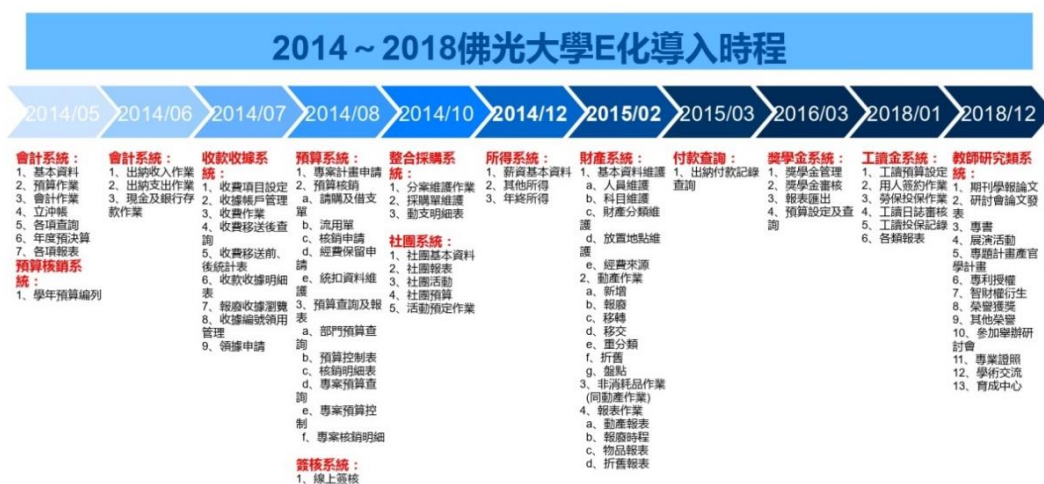 2014～2018佛光大學E化導入時程
2014/05
2014/06
2014/07
2014/08
2014/10
2014/12
2015/02
2015/03
2016/03
2018/01
2018/12
會計系統：
1、基本資料
2、預算作業
3、會計作業
4、立沖帳
5、各項查詢
6、年度預決算
7、各項報表
預算核銷系
統：
1、學年預算編列
會計系統：
1、出納收入作業
2、出納支出作業
3、現金及銀行存
款作業
收款收據系
統：
1、收費項目設定
2、收據帳戶管理
3、收費作業
4、收費移送後查
詢
5、收費移送前、
後統計表
6、收款收據明細
表
7、報廢收據瀏覽
8、收據編號領用
管理
9、領據申請
預算系統：
1、專案計畫申請
2、預算核銷
a、請購及借支
單
b、流用單
c、核銷申請
d、經費保留申
請
e、統扣資料維
護
3、預算查詢及報
表
a、部門預算查
詢
b、預算控制表
c、核銷明細表
d、專案預算查
詢
e、專案預算控
制
f、專案核銷明細
簽核系統：
1、線上簽核
整合採購系
統：
1、分案維護作業
2、採購單維護
3、動支明細表
社團系統：
1、社團基本資料
2、社團報表
3、社團活動
4、社團預算
5、活動預定作業
所得系統：
1、薪資基本資料
2、其他所得
3、年終所得
財產系統：
1、基本資料維護
a、人員維護
b、科目維護
c、財產分類維
護
d、放置地點維
護
e、經費來源
2、動產作業
a、新增
b、報廢
c、移轉
d、移交
e、重分類
f、折舊
g、盤點
3、非消耗品作業
(同動產作業)
4、報表作業
a、動產報表
b、報廢時程
c、物品報表
d、折舊報表
付款查詢：
1、出納付款記錄
查詢
獎學金系統：
1、獎學金管理
2、獎學金審核
3、報表匯出
4、預算設定及查
詢
工讀金系統：
1、工讀預算設定
2、用人簽約作業
3、勞保投保作業
4、工讀日誌審核
5、工讀投保記錄
6、各類報表
教師研究類系
統：
1、期刊學報論文
2、研討會論文發
表
3、專書
4、展演活動
5、專題計畫產官
學計畫
6、專利授權
7、智財權衍生
8、榮譽獲獎
9、其他榮譽
10、參加舉辦研
討會
11、專業證照
12、學術交流
13、育成中心